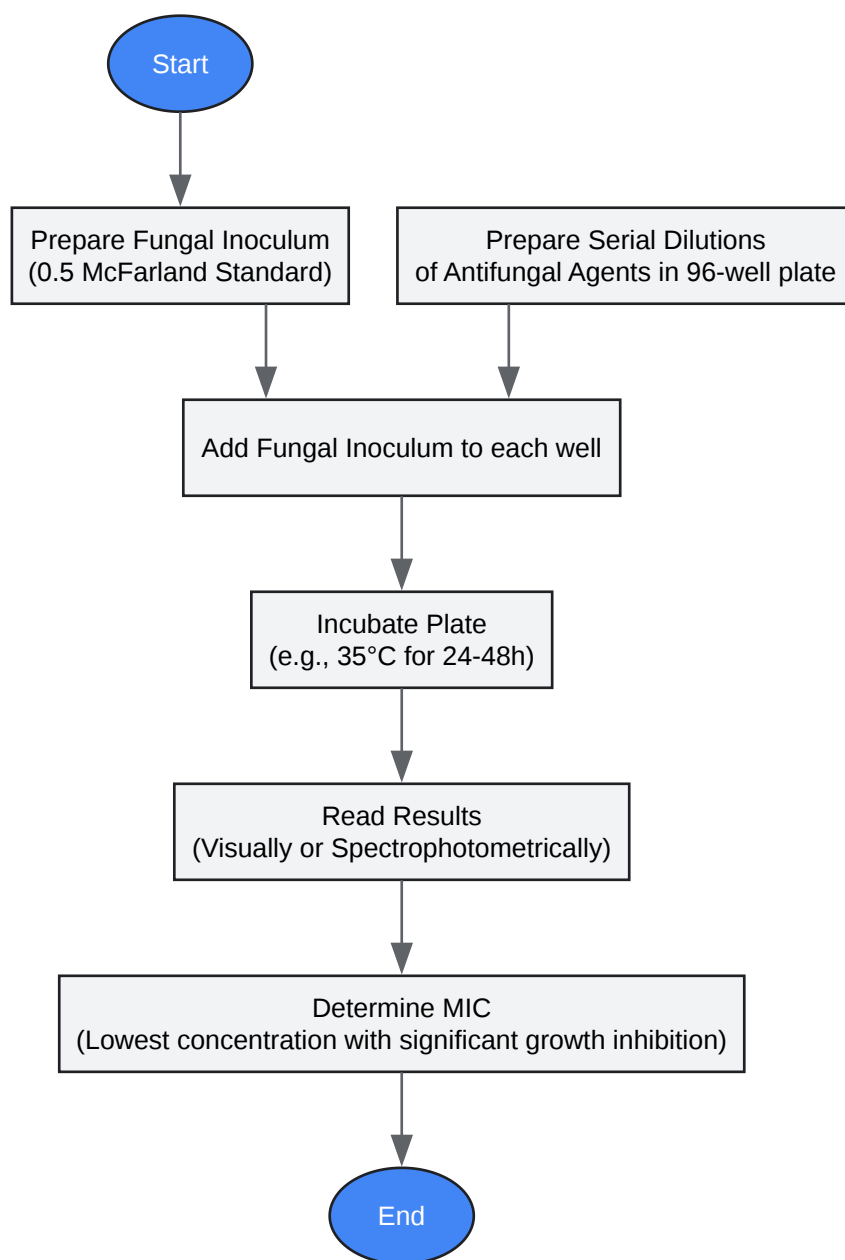 Start
Prepare Fungal Inoculum
(0.5 McFarland Standard)
Prepare Serial Dilutions
of Antifungal Agents in 96-well plate
Add Fungal Inoculum to each well
Incubate Plate
(e.g., 35°C for 24-48h)
Read Results
(Visually or Spectrophotometrically)
Determine MIC
(Lowest concentration with significant growth inhibition)
End